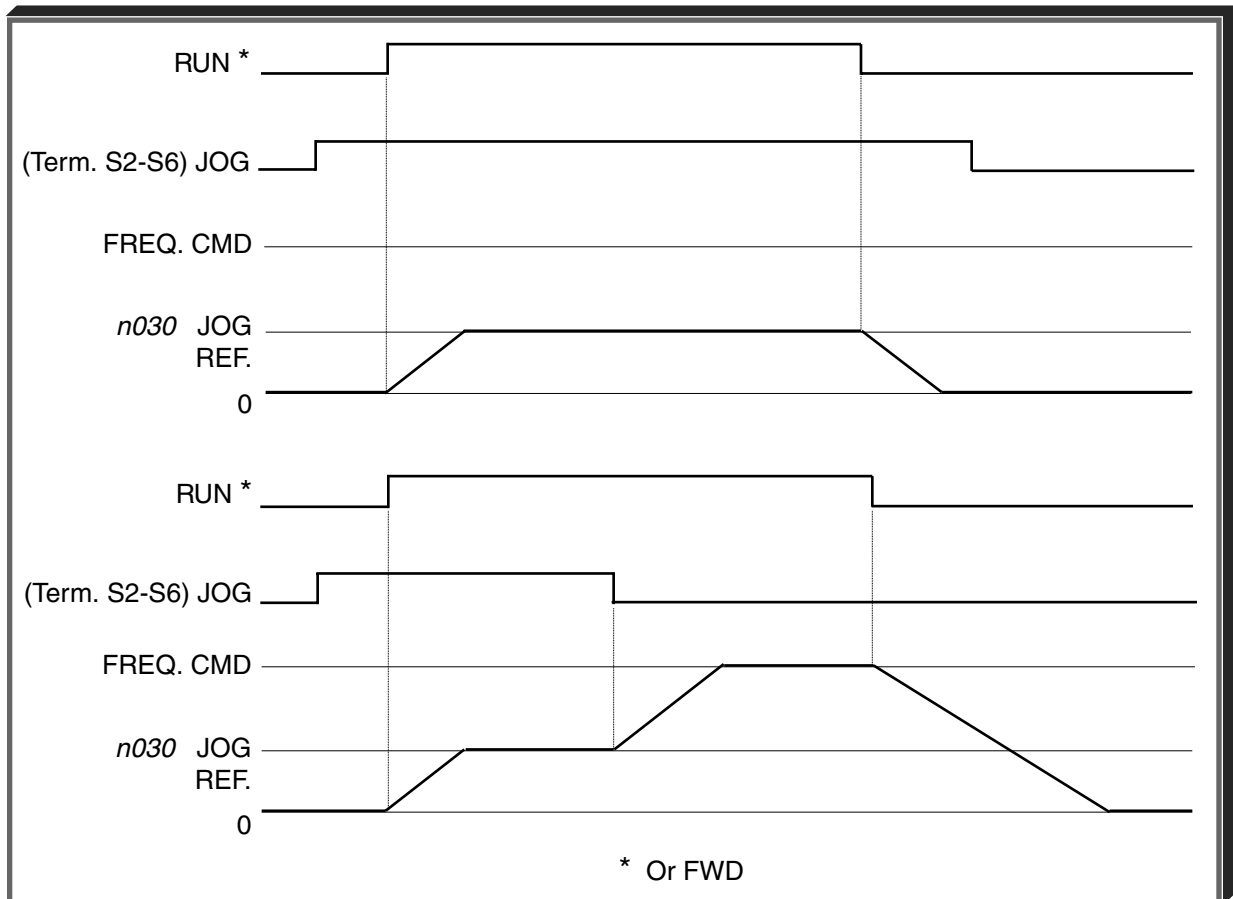 RUN *
(Term. S2-S6) JOG
FREQ. CMD
n030 JOG
REF.
0
RUN *
(Term. S2-S6) JOG
FREQ. CMD
n030 JOG
REF.
0
* Or FWD